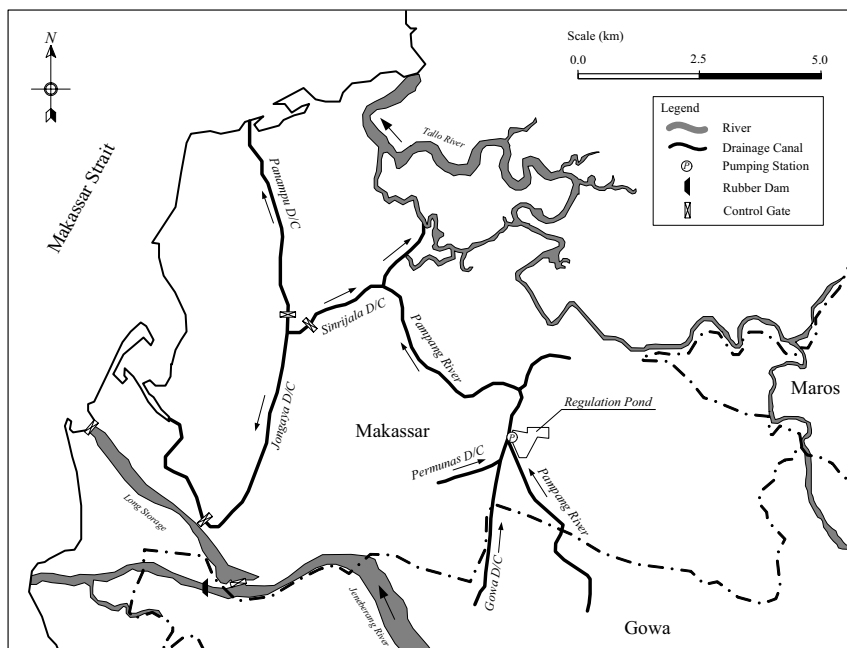 N
Scale (km)
0.0 2.5 5.0
Legend
River
Drainage Canal
P Pumping Station
Rubber Dam
Control Gate
Tallo River
Makassar Strait
Panampu D/C
Sinrijala D/C
Pampang River
Jongaya D/C
Maros
Regulation Pond
Makassar
P
Permunas D/C
Pampang River
Long Storage
Gowa D/C
Jeneberang River
Gowa